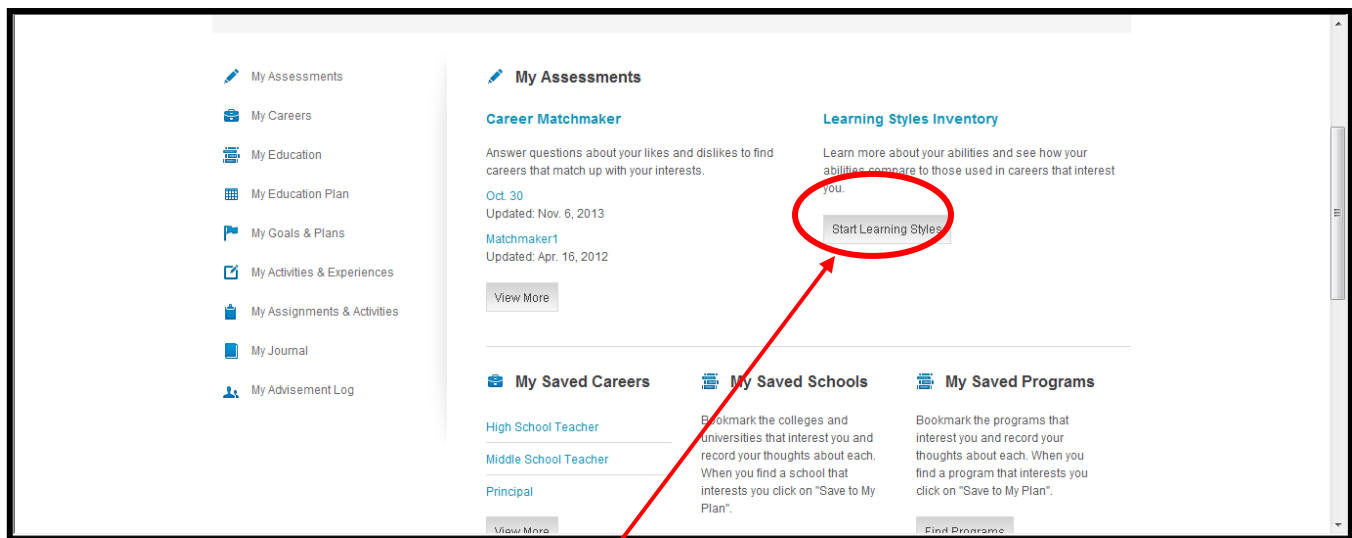 My Assessments
My Careers
My Education
My Education Plan
My Goals & Plans
My Activities & Experiences
My Assignments & Activities
My Journal
My Advisement Log
My Assessments
Career Matchmaker
Answer questions about your likes and dislikes to find
careers that match up with your interests.
Oct. 30
Updated: Nov. 6, 2013
Matchmaker1
Updated: Apr. 16, 2012
View More
Learning Styles Inventory
Learn more about your abilities and see how your
abilities compare to those used in careers that interest
you.
Start Learning Styles
My Saved Careers
High School Teacher
Middle School Teacher
Principal
View More
My Saved Schools
Bookmark the colleges and
universities that interest you and
record your thoughts about each.
When you find a school that
interests you click on "Save to My
Plan".
My Saved Programs
Bookmark the programs that
interest you and record your
thoughts about each. When you
find a program that interests you
click on "Save to My Plan".
Find Programs